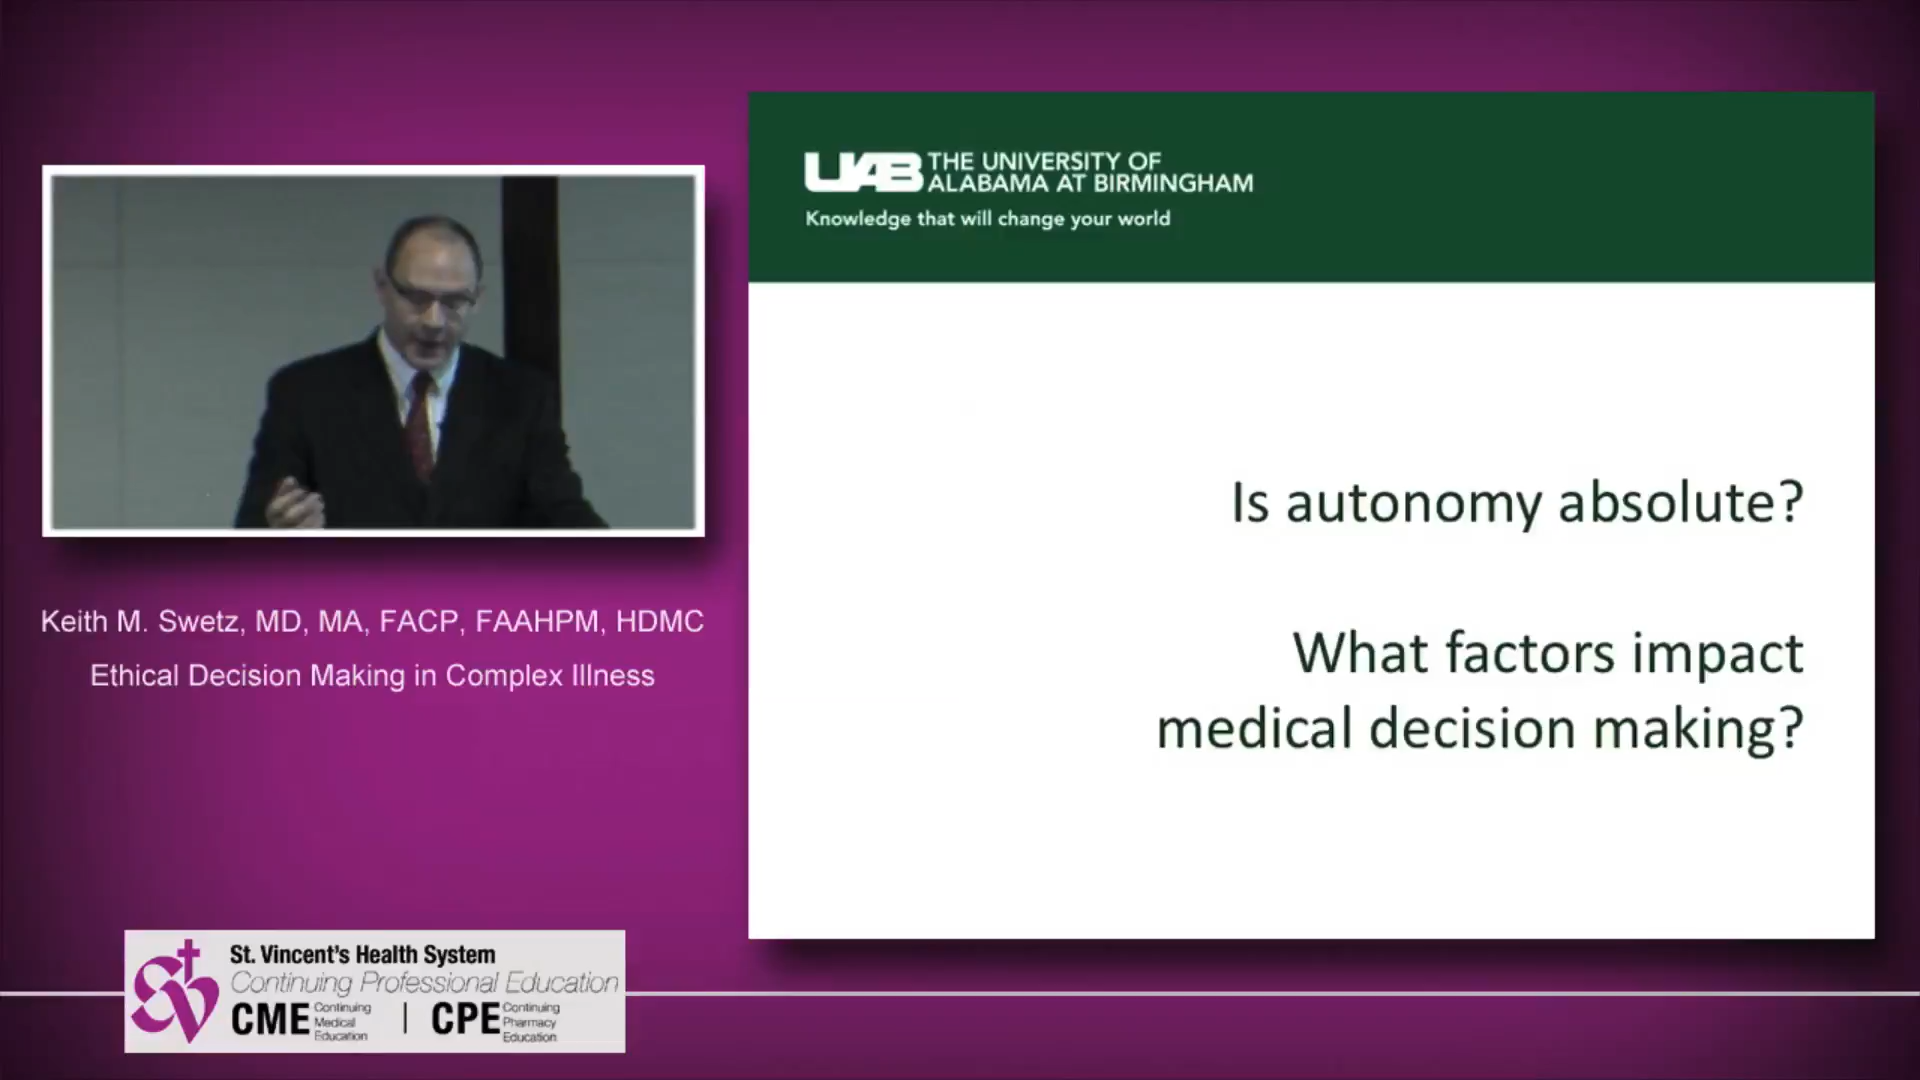 UAB THE UNIVERSITY OF
ALABAMA AT BIRMINGHAM
Knowledge that will change your world
Is autonomy absolute?
What factors impact
medical decision making?
Keith M. Swetz, MD, MA, FACP, FAAHPM, HDMC
Ethical Decision Making in Complex Illness
St. Vincent's Health System
Continuing Professional Education
CME Continuing Medical Education | CPE Continuing Pharmacy Education